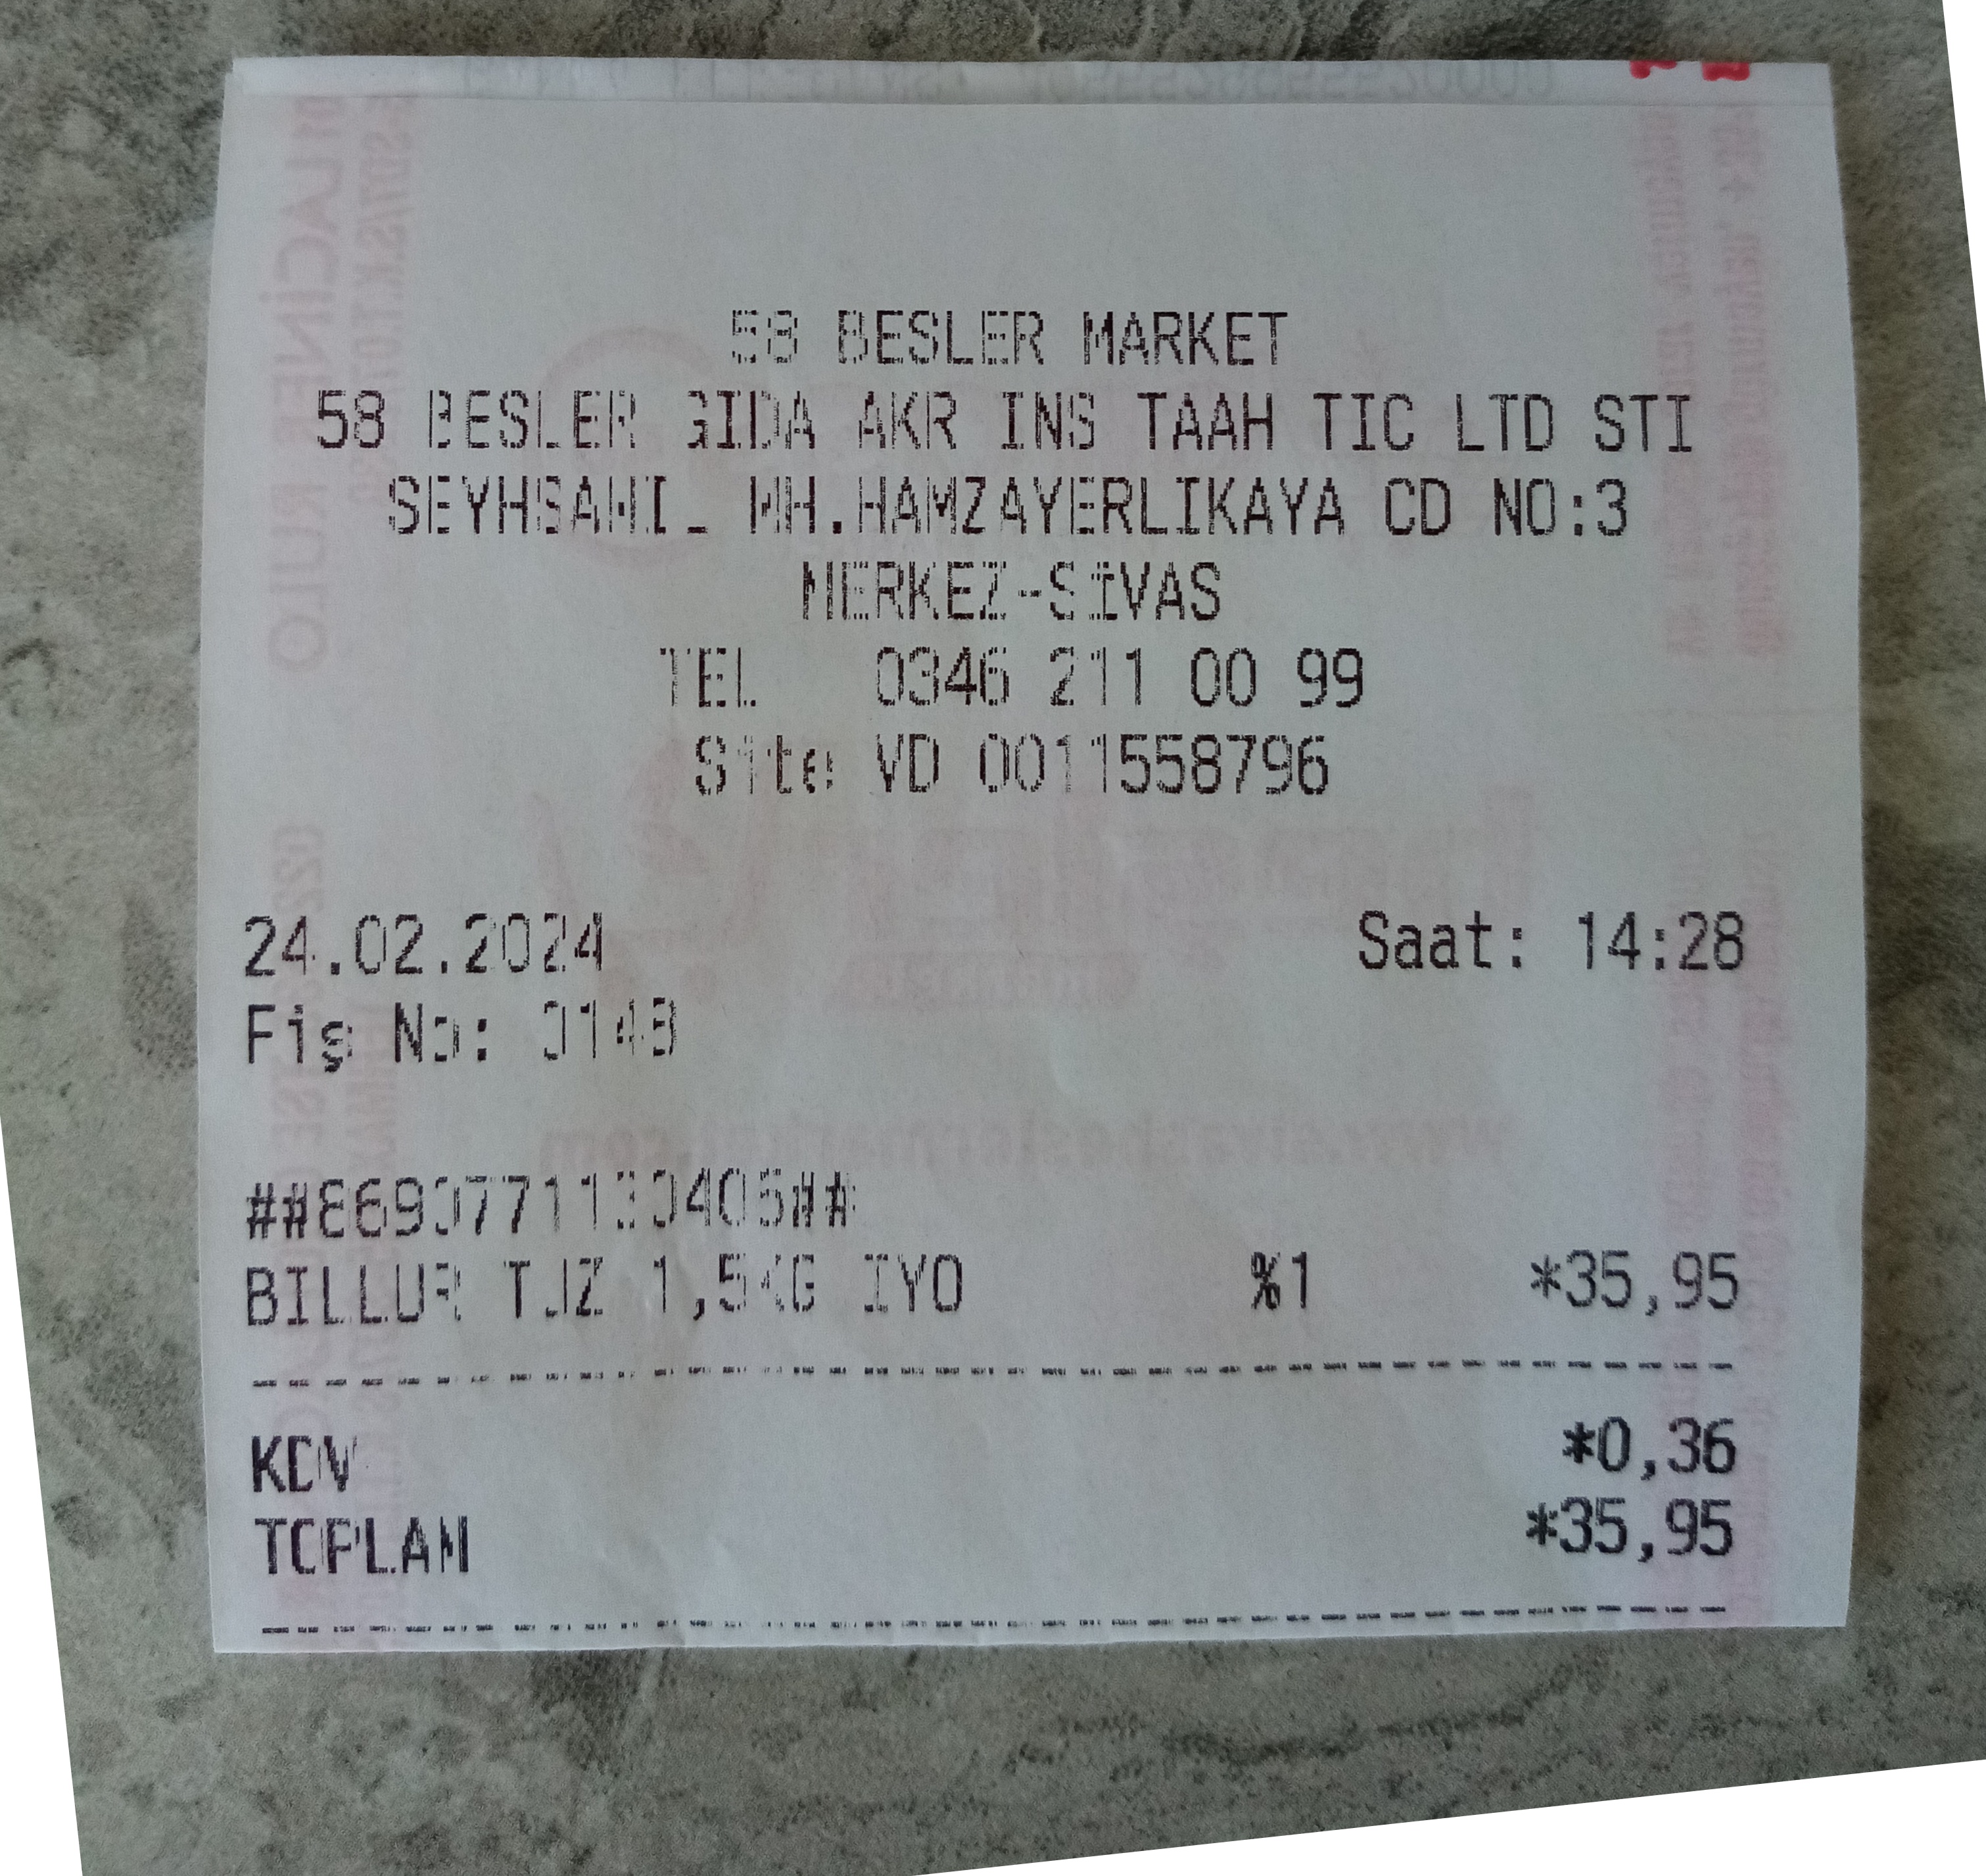 58 BESLER MARKET
58 BESLER GIDA AKR INS TAAH TIC LTD STI
SEYHSAMIL MH.HAMZAYERLIKAYA CD NO:3
MERKEZ-SİVAS
TEL 0346 211 00 99
Site VD 0011558796
24.02.2024 Saat: 14:28
Fiş No: 0148
BILLUR TUZ 1,5KG IYO %1 *35,95
KDV *0,36
TOPLAM *35,95